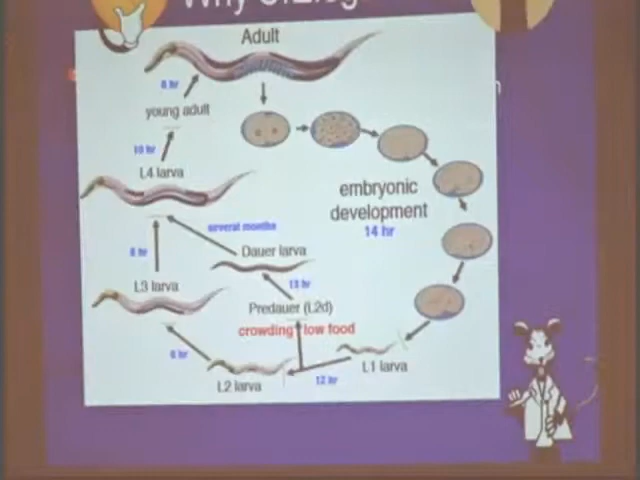 Why
Adult
8 hr
young adult
10 hr
L4 larva
embryonic
development
14 hr
several months
Dauer larva
8 hr
13 hr
L3 larva
Predauer (L2d)
crowding low food
6 hr
L1 larva
L2 larva
12 hr